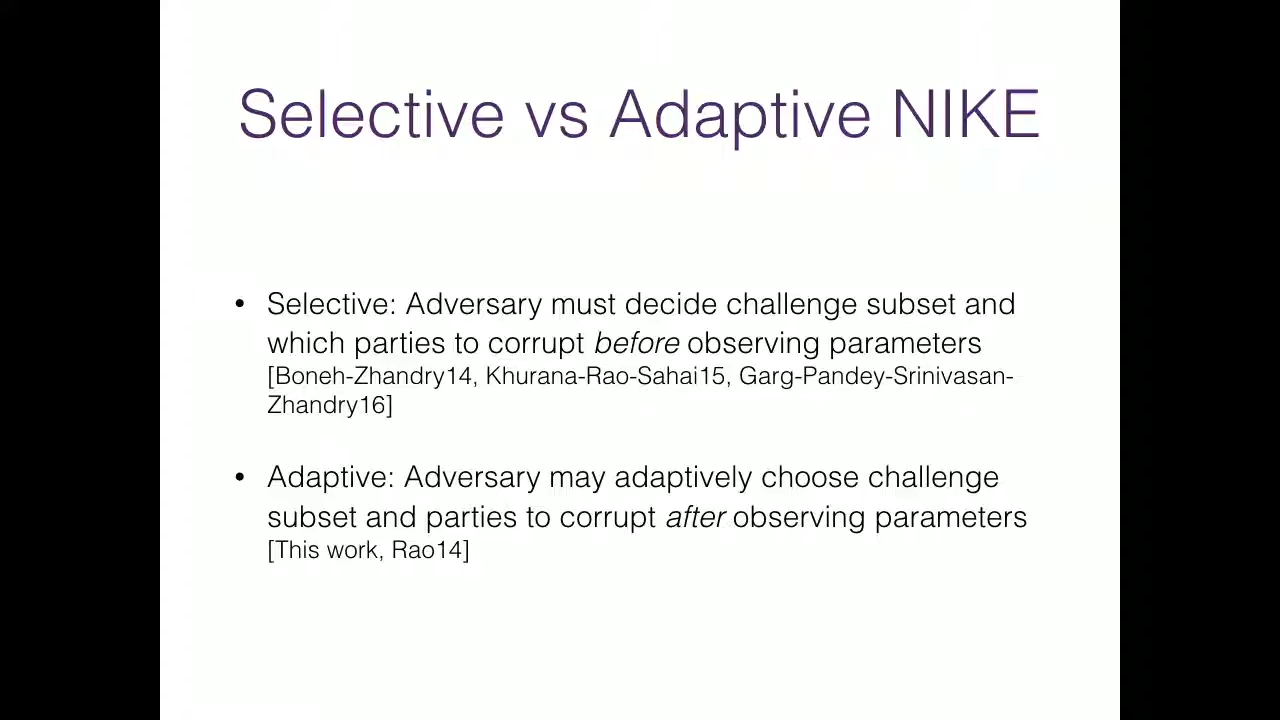 Selective vs Adaptive NIKE
• Selective: Adversary must decide challenge subset and
which parties to corrupt before observing parameters
[Boneh-Zhandry14, Khurana-Rao-Sahai15, Garg-Pandey-Srinivasan-
Zhandry16]
• Adaptive: Adversary may adaptively choose challenge
subset and parties to corrupt after observing parameters
[This work, Rao14]